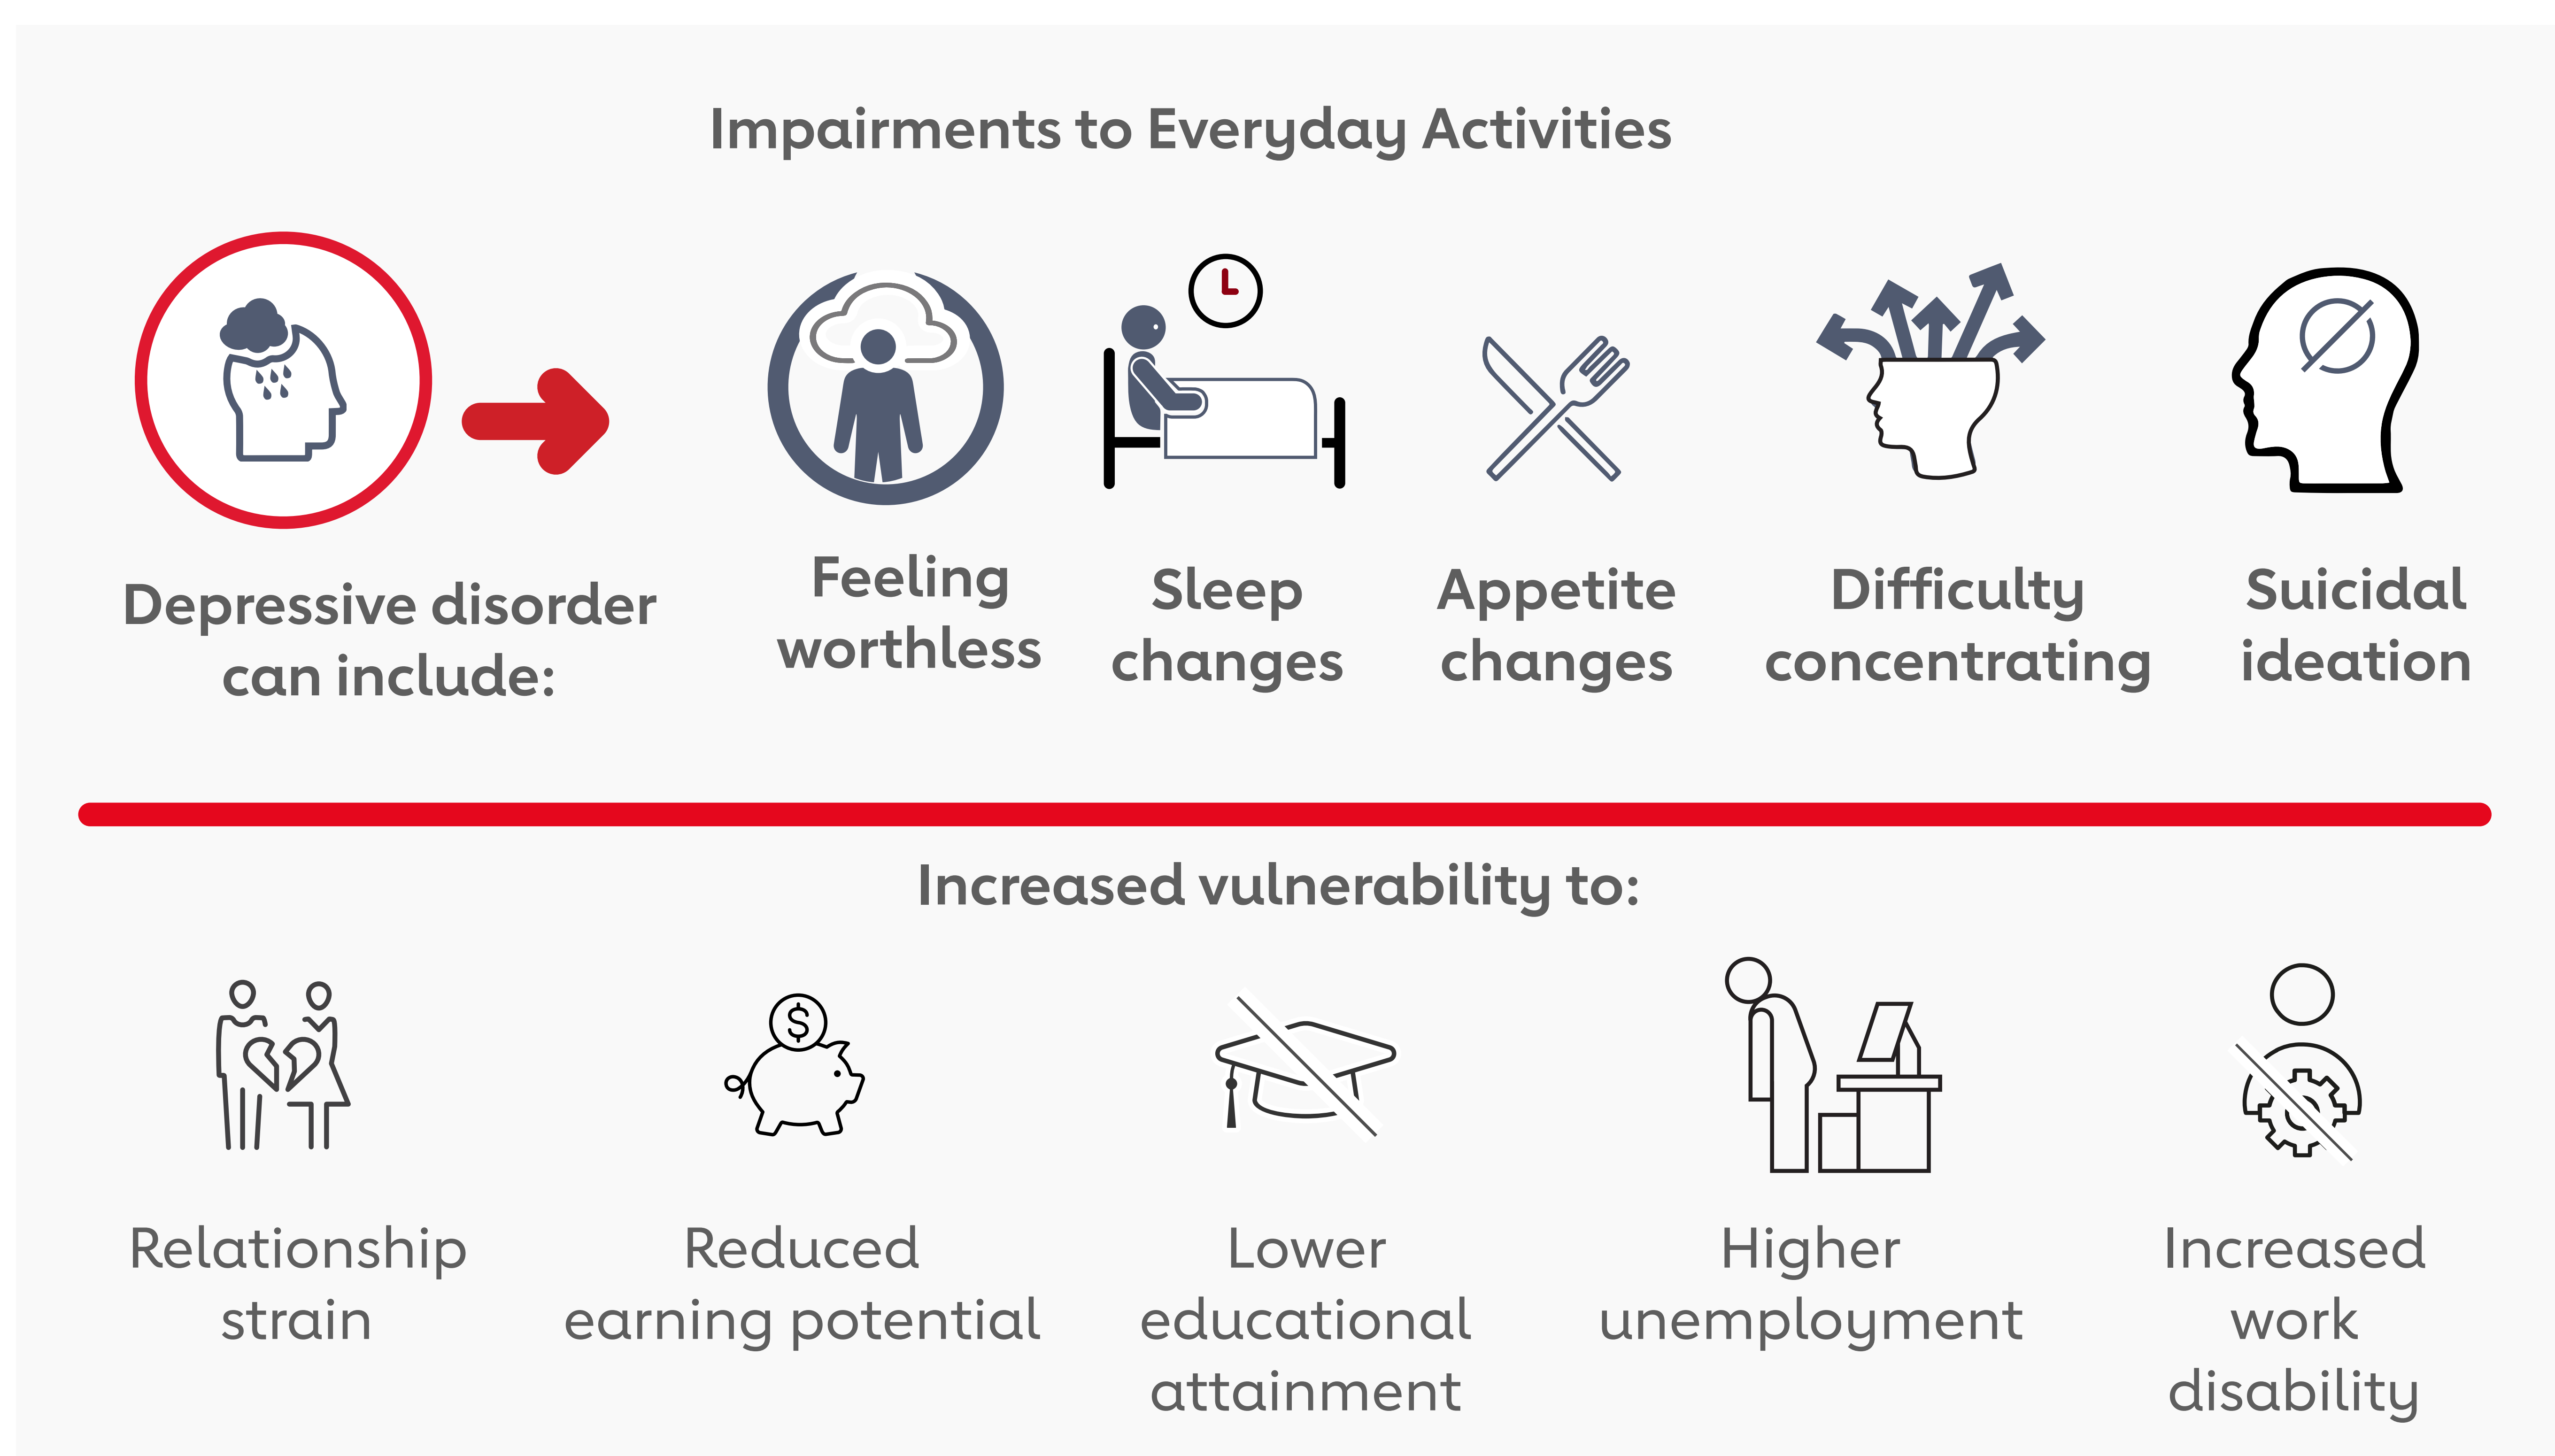 Impairments to Everyday Activities
Depressive disorder
can include:
Feeling
worthless
Sleep
changes
Appetite
changes
Difficulty
concentrating
Suicidal
ideation
Increased vulnerability to:
$
Relationship
strain
Reduced
earning potential
Lower
educational
attainment
Higher
unemployment
Increased
work
disability